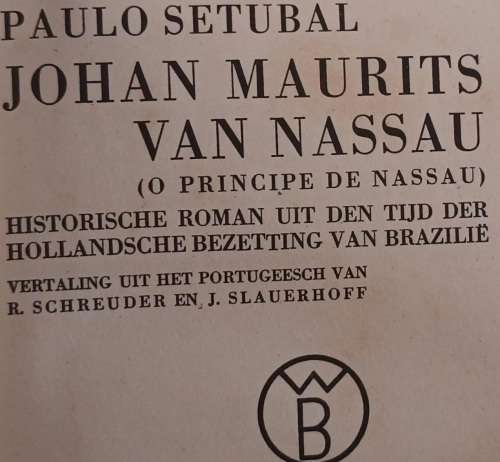 PAULO SETUBAL
JOHAN MAURITS
VAN NASSAU
(O PRINCIPE DE NASSAU)
HISTORISCHE ROMAN UIT DEN TIJD DER
HOLLANDSCHE BEZETTING VAN BRAZILIË
VERTALING UIT HET PORTUGEESCH VAN
R. SCHREUDER EN J. SLAUERHOFF
W
B